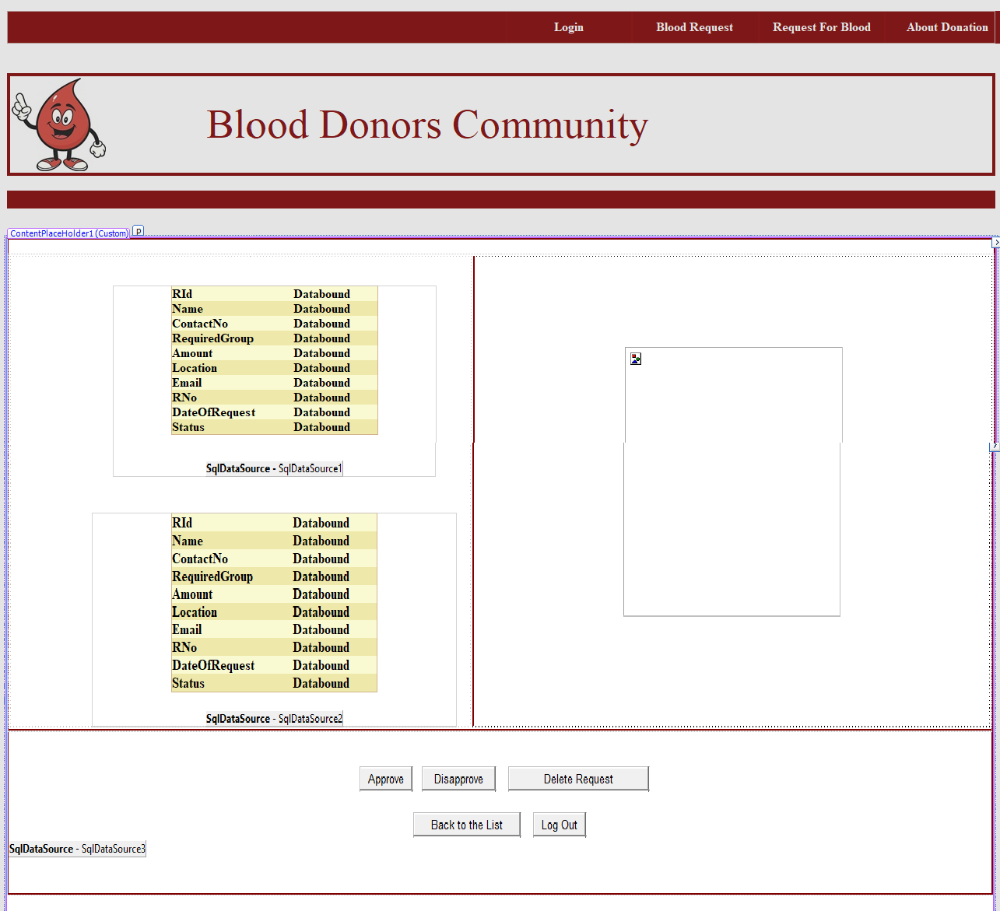 Login Blood Request Request For Blood About Donation
Blood Donors Community
ContentPlaceHolder1 (Custom) p
RId Databound
Name Databound
ContactNo Databound
RequiredGroup Databound
Amount Databound
Location Databound
Email Databound
RNo Databound
DateOfRequest Databound
Status Databound
SqlDataSource - SqlDataSource1
RId Databound
Name Databound
ContactNo Databound
RequiredGroup Databound
Amount Databound
Location Databound
Email Databound
RNo Databound
DateOfRequest Databound
Status Databound
SqlDataSource - SqlDataSource2
Approve Disapprove Delete Request
Back to the List Log Out
SqlDataSource - SqlDataSource3